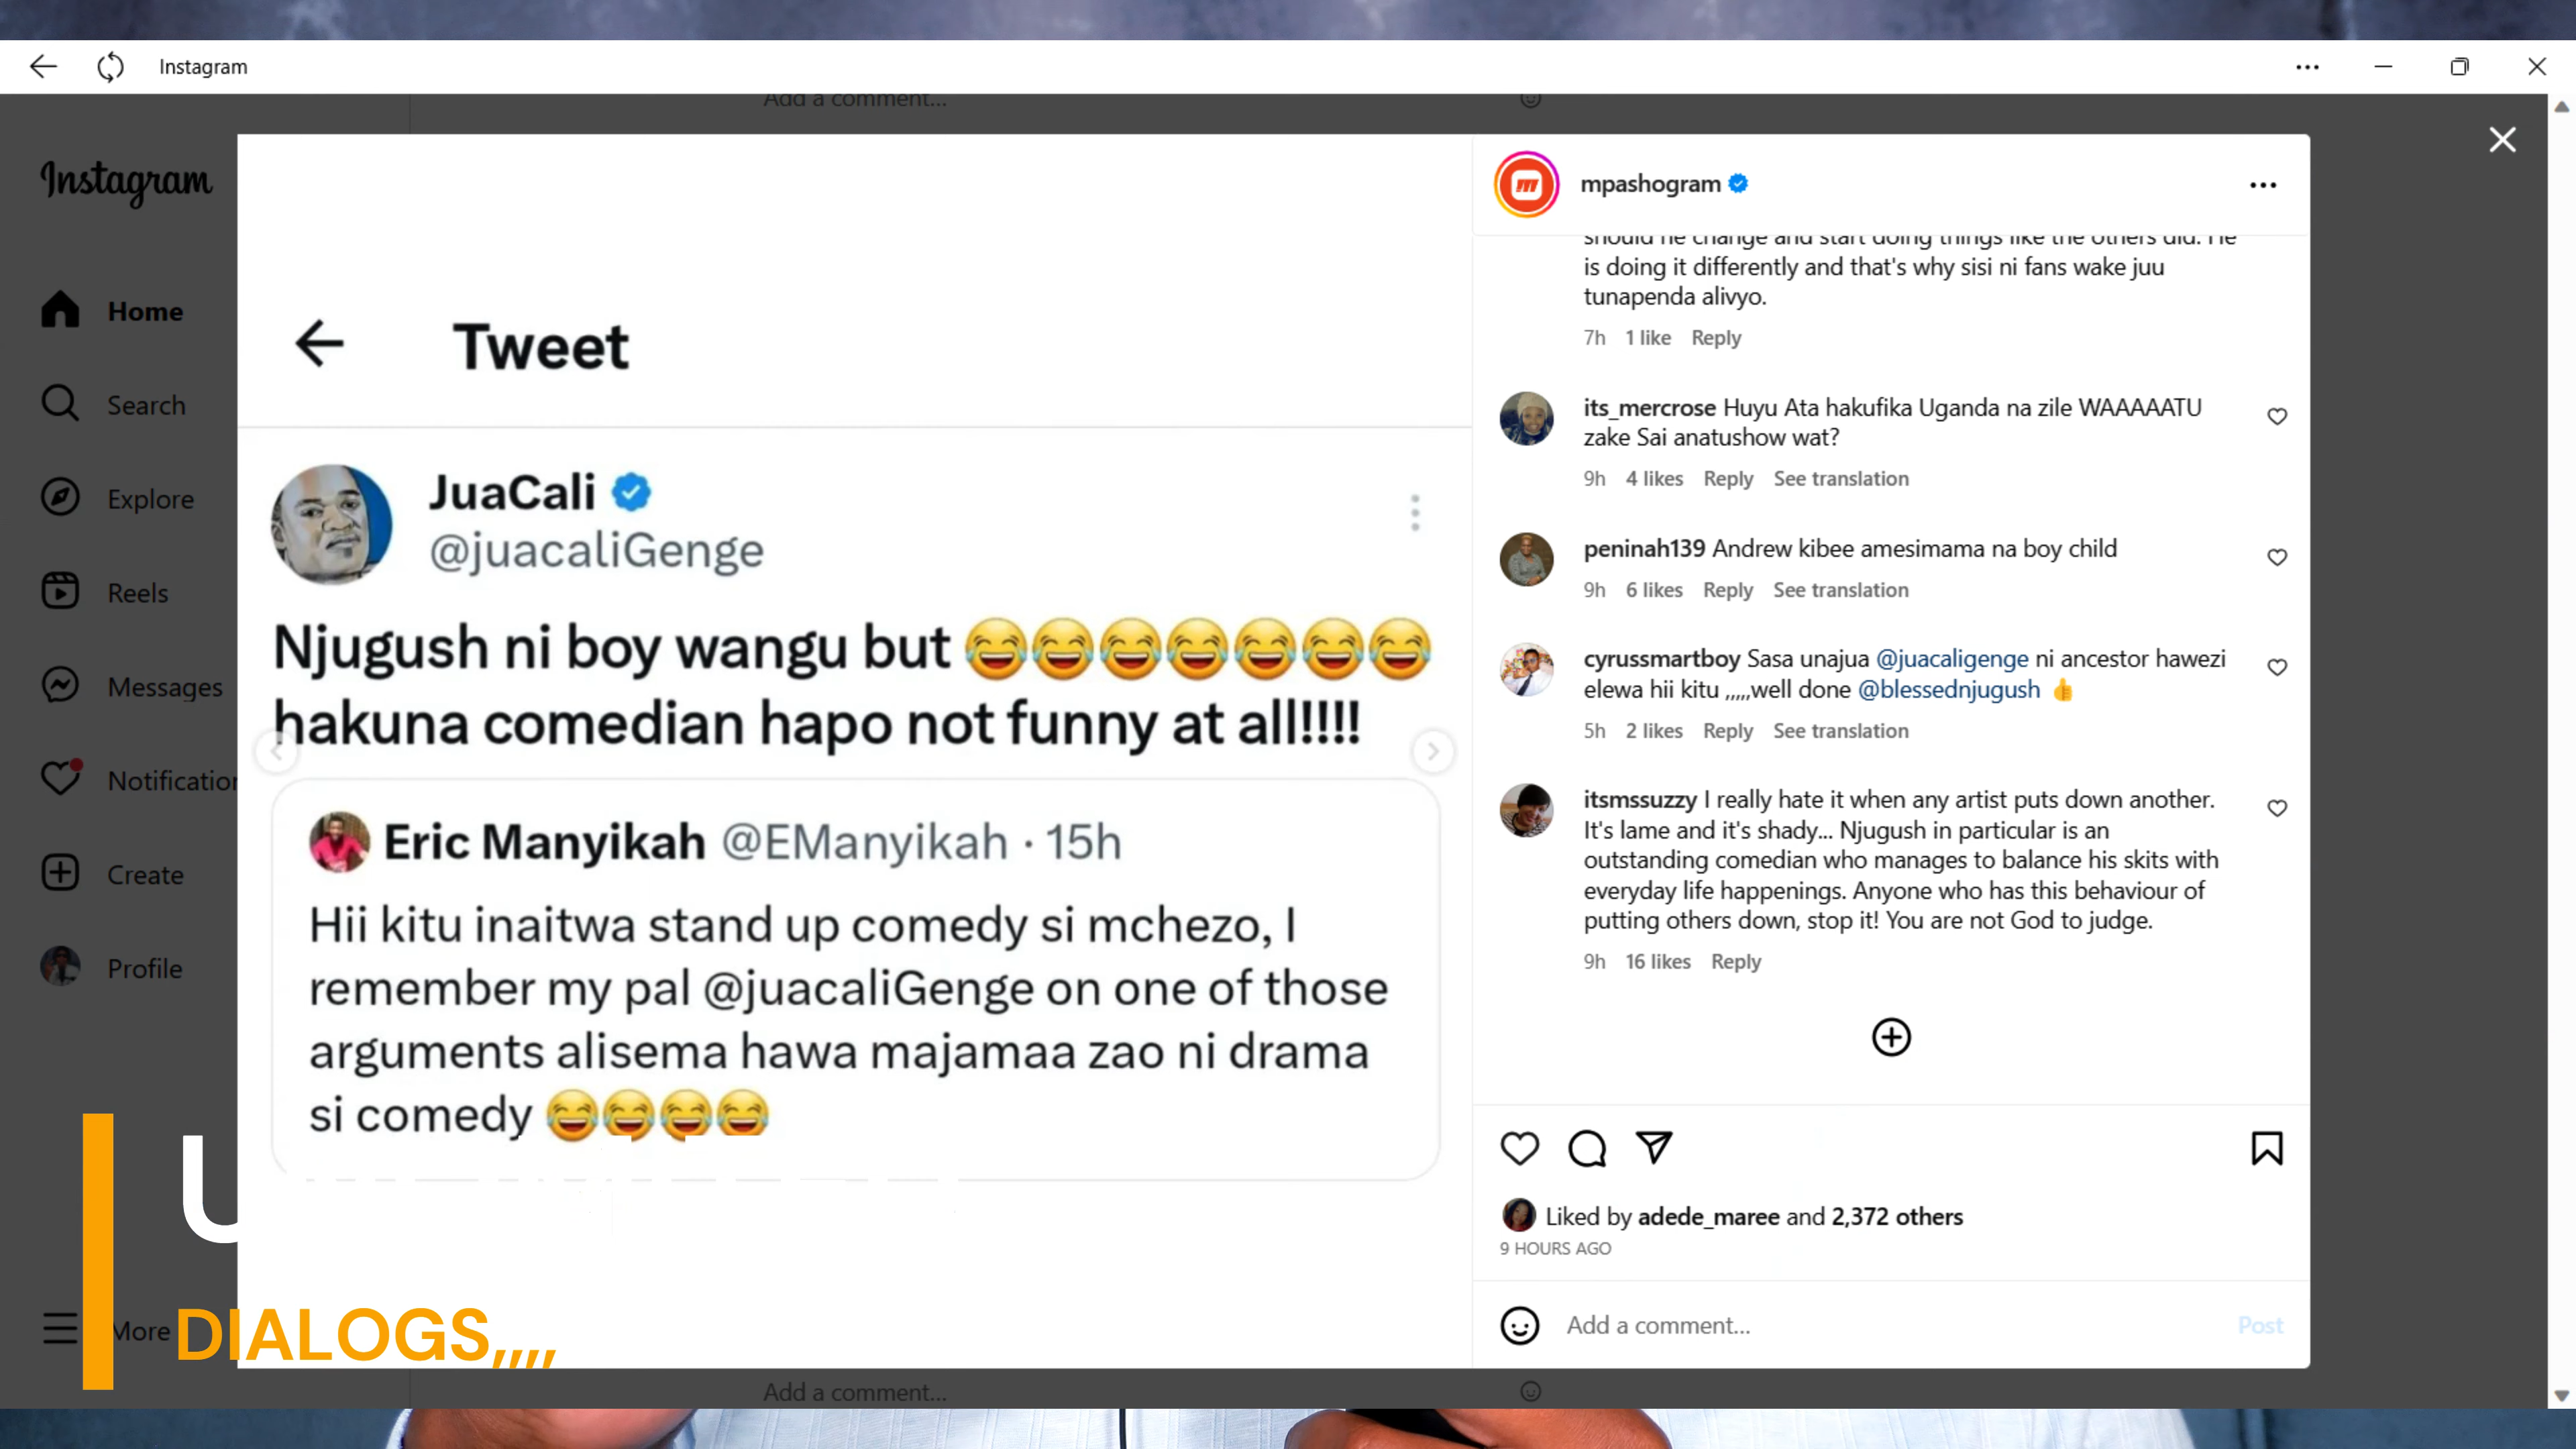 Instagram
Add a comment...
Instagram
Home
Search
Explore
Reels
Messages
Notification
Create
Profile
More
Tweet
JuaCali
@juacaliGenge
Njugush ni boy wangu but 😂😂😂😂😂😂😂
hakuna comedian hapo not funny at all!!!!
Eric Manyikah @EManyikah · 15h
Hii kitu inaitwa stand up comedy si mchezo, I
remember my pal @juacaliGenge on one of those
arguments alisema hawa majamaa zao ni drama
si comedy 😂😂😂😂
U
DIALOGS,,,,
mpashogram
should he change and start doing things like the others did. He
is doing it differently and that's why sisi ni fans wake juu
tunapenda alivyo.
7h 1 like Reply
its_mercrose Huyu Ata hakufika Uganda na zile WAAAAATU
zake Sai anatushow wat?
9h 4 likes Reply See translation
peninah139 Andrew kibee amesimama na boy child
9h 6 likes Reply See translation
cyrussmartboy Sasa unajua @juacaligenge ni ancestor hawezi
elewa hii kitu ,,,,,well done @blessednjugush 👍
5h 2 likes Reply See translation
itsmssuzzy I really hate it when any artist puts down another.
It's lame and it's shady... Njugush in particular is an
outstanding comedian who manages to balance his skits with
everyday life happenings. Anyone who has this behaviour of
putting others down, stop it! You are not God to judge.
9h 16 likes Reply
Liked by adede_maree and 2,372 others
9 HOURS AGO
Add a comment...
Post
Add a comment...